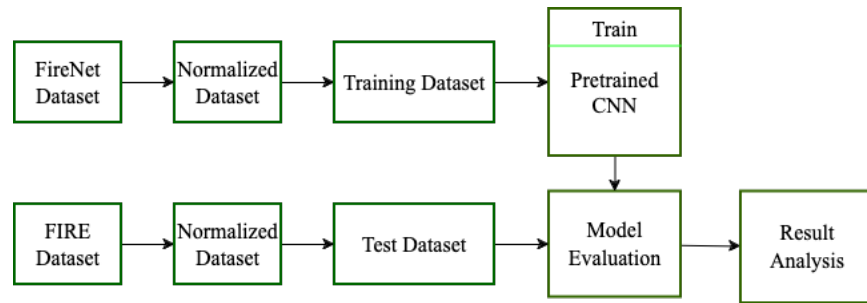 FireNet
Dataset
Normalized
Dataset
Training Dataset
Train
Pretrained
CNN
FIRE
Dataset
Normalized
Dataset
Test Dataset
Model
Evaluation
Result
Analysis